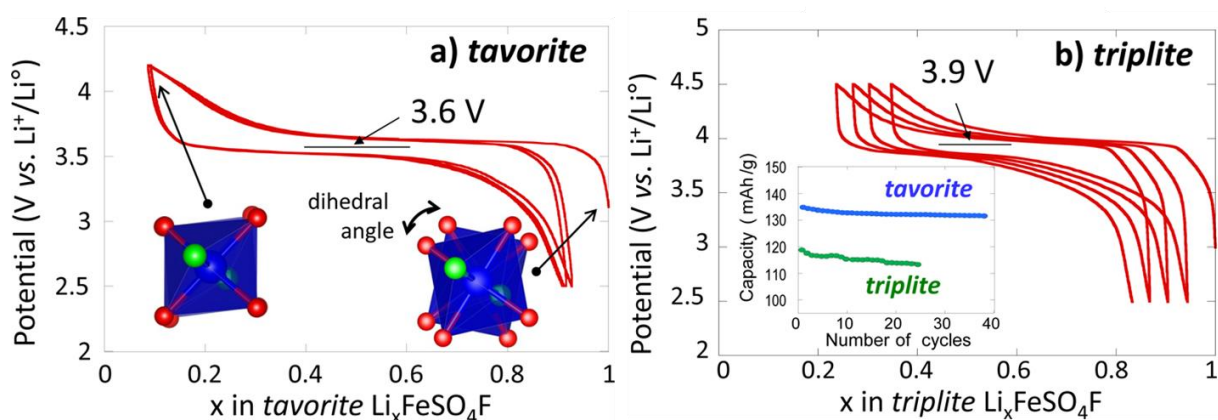 a) tavorite
Potential (V vs. Li⁺/Li°)
4.5
4
3.5
3
2.5
2
3.6 V
dihedral
angle
0
0.2
0.4
0.6
0.8
1
x in tavorite LiₓFeSO₄F
b) triplite
Potential (V vs. Li⁺/Li°)
5
4.5
4
3.5
3
2.5
2
3.9 V
Capacity (mAh/g)
150
140
130
120
110
100
tavorite
triplite
0
10
20
30
40
Number of cycles
0
0.2
0.4
0.6
0.8
1
x in triplite LiₓFeSO₄F